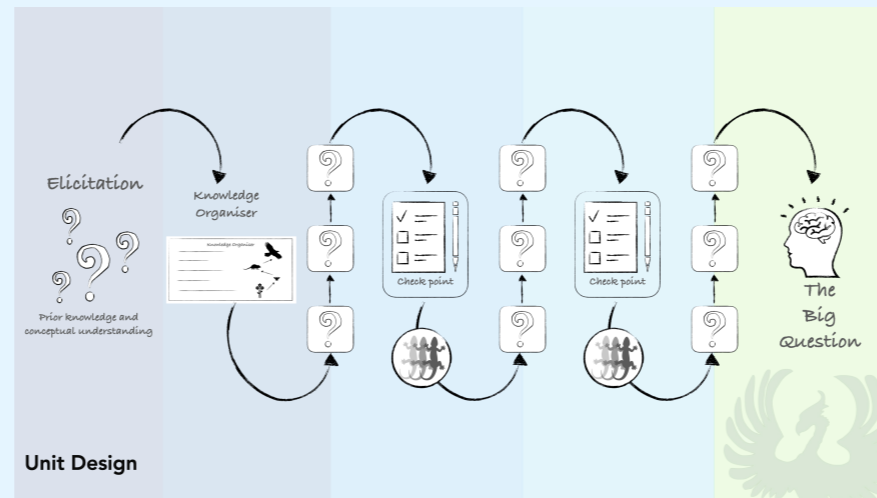 Elicitation
Prior knowledge and
conceptual understanding
Knowledge
Organiser
Knowledge Organiser
Check point
Check point
The
Big
Question
Unit Design